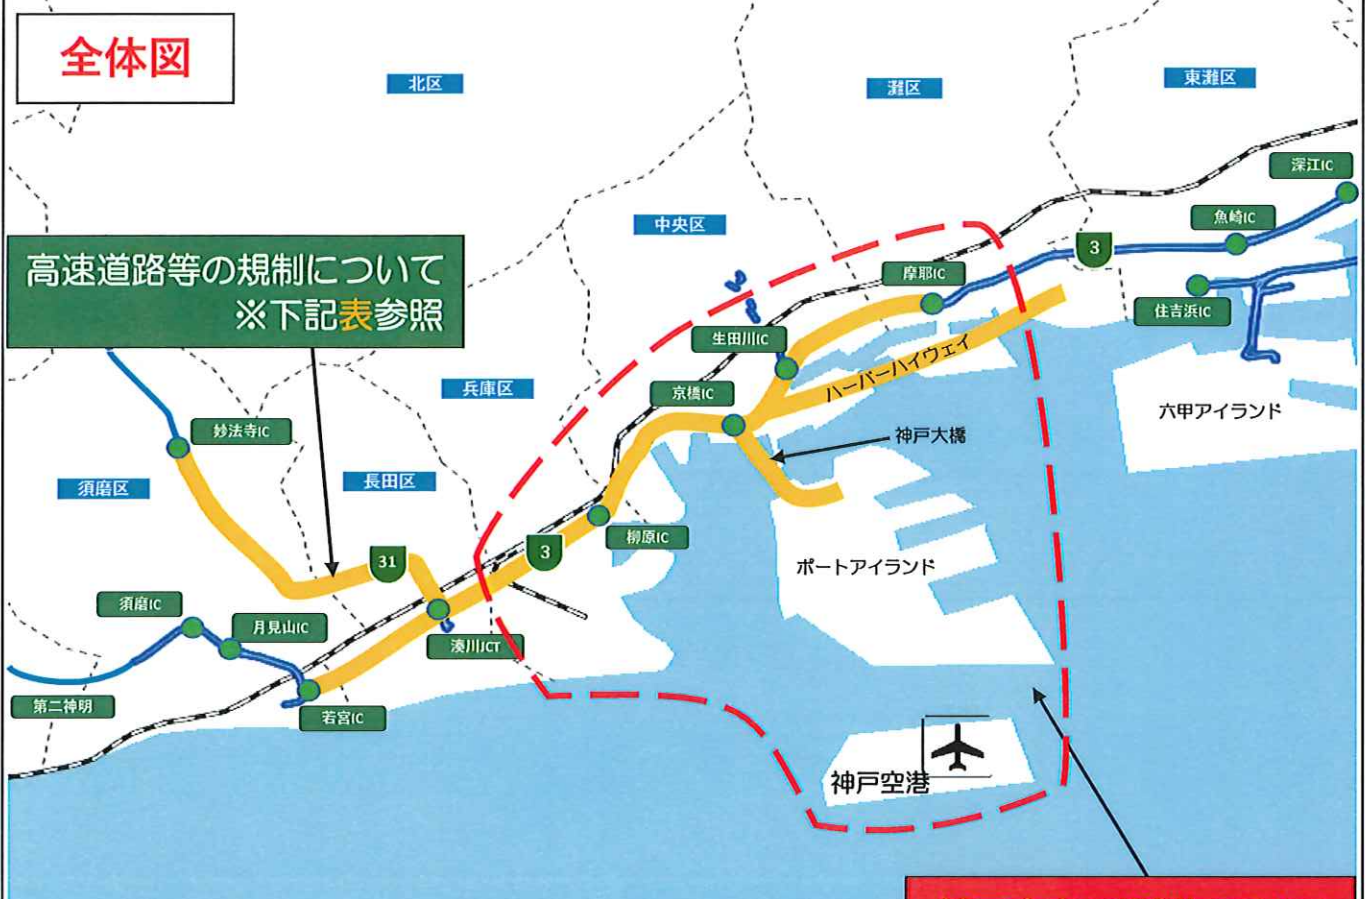 全体図
北区
灘区
東灘区
深江IC
魚崎IC
中央区
3
高速道路等の規制について
※下記表参照
摩耶IC
住吉浜IC
生田川IC
ハーバーハイウェイ
兵庫区
京橋IC
六甲アイランド
妙法寺IC
神戸大橋
須磨区
長田区
柳原IC
3
31
ポートアイランド
須磨IC
月見山IC
湊川JCT
第二神明
若宮IC
神戸空港